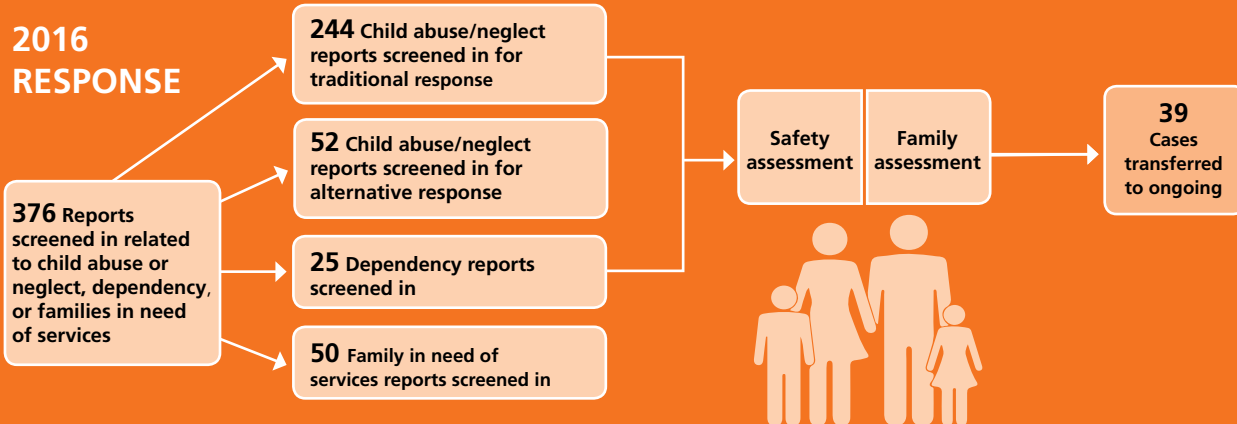 2016
RESPONSE
376 Reports
screened in related
to child abuse or
neglect, dependency,
or families in need
of services
244 Child abuse/neglect
reports screened in for
traditional response
52 Child abuse/neglect
reports screened in for
alternative response
25 Dependency reports
screened in
50 Family in need of
services reports screened in
Safety
assessment
Family
assessment
39
Cases
transferred
to ongoing